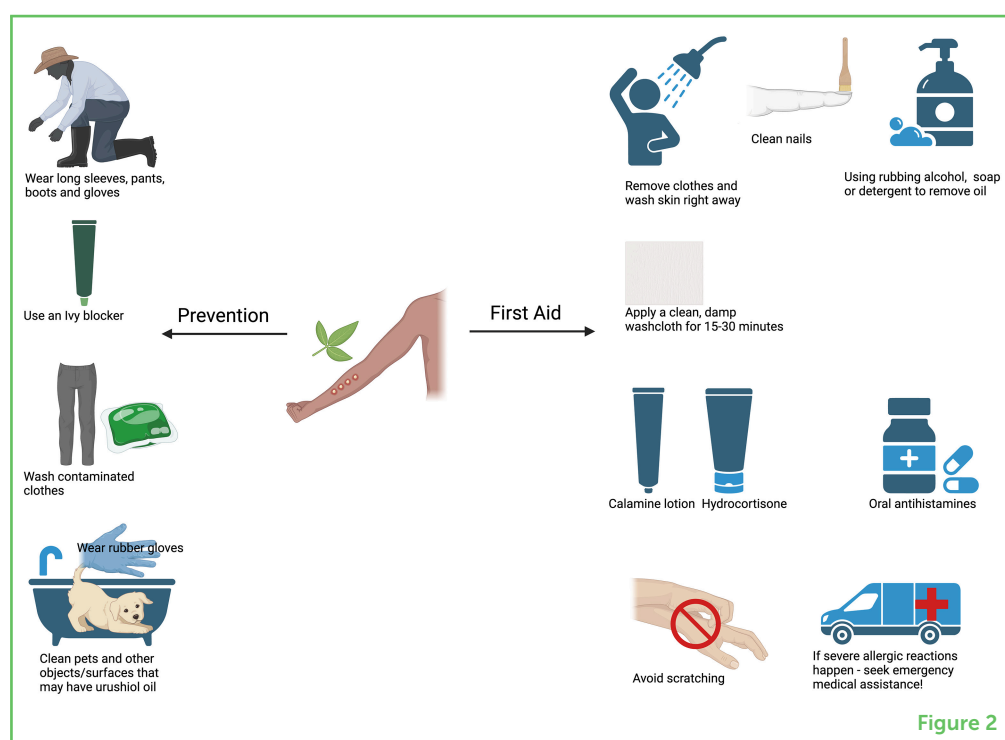 Wear long sleeves, pants,
boots and gloves
Use an Ivy blocker
Wash contaminated
clothes
Wear rubber gloves
Clean pets and other
objects/surfaces that
may have urushiol oil
Prevention
First Aid
Remove clothes and
wash skin right away
Clean nails
Using rubbing alcohol, soap
or detergent to remove oil
Apply a clean, damp
washcloth for 15-30 minutes
Calamine lotion
Hydrocortisone
Oral antihistamines
Avoid scratching
If severe allergic reactions
happen - seek emergency
medical assistance!
Figure 2